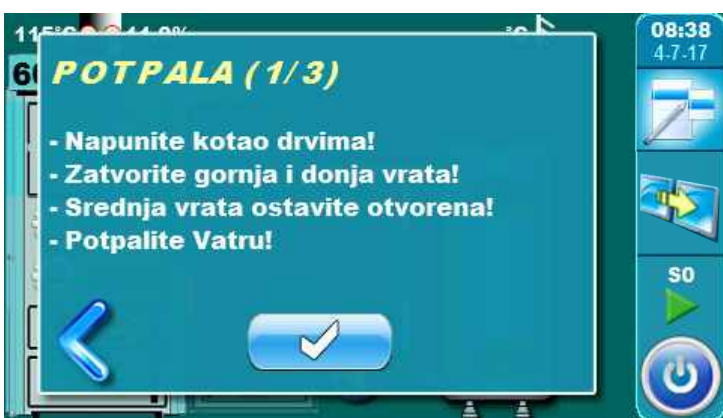 08:38
4-7-17
POTPALA (1/3)
- Napunite kotao drvima!
- Zatvorite gornja i donja vrata!
- Srednja vrata ostavite otvorena!
- Potpalite Vatru!
S0